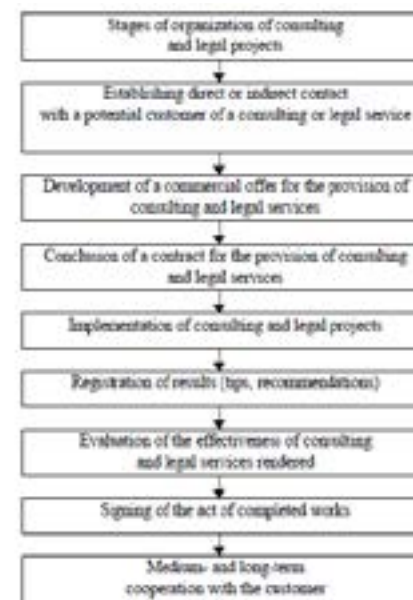 Stages of organization of consulting
and legal projects
Establishing direct or indirect contact
with a potential customer of a consulting or legal service
Development of a commercial offer for the provision of
consulting and legal services
Conclusion of a contract for the provision of consulting
and legal services
Implementation of consulting and legal projects
Registration of results (tips, recommendations)
Evaluation of the effectiveness of consulting
and legal services rendered
Signing of the act of completed works
Medium- and long-term
cooperation with the customer